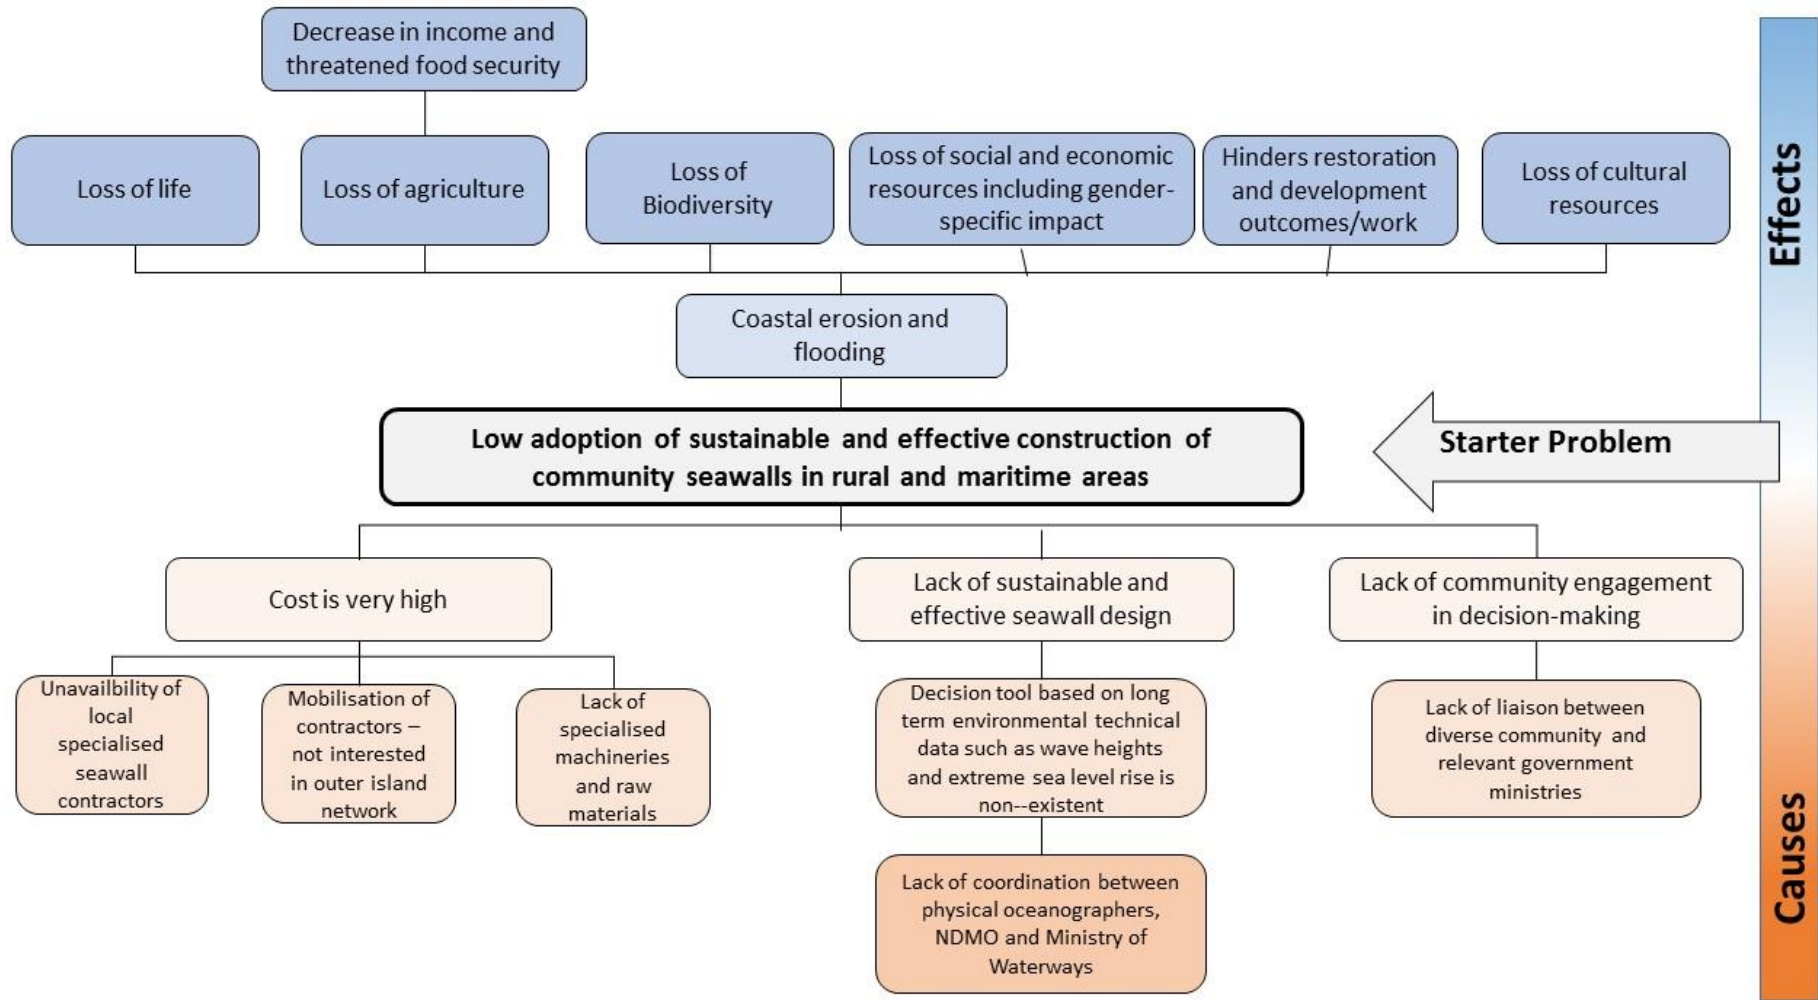 Decrease in income and
threatened food security
Loss of life
Loss of agriculture
Loss of
Biodiversity
Loss of social and economic
resources including gender-
specific impact
Hinders restoration
and development
outcomes/work
Loss of cultural
resources
Effects
Coastal erosion and
flooding
Low adoption of sustainable and effective construction of
community seawalls in rural and maritime areas
Starter Problem
Cost is very high
Lack of sustainable and
effective seawall design
Lack of community engagement
in decision-making
Unavailbility of
local
specialised
seawall
contractors
Mobilisation of
contractors –
not interested
in outer island
network
Lack of
specialised
machineries
and raw
materials
Decision tool based on long
term environmental technical
data such as wave heights
and extreme sea level rise is
non--existent
Lack of liaison between
diverse community and
relevant government
ministries
Lack of coordination between
physical oceanographers,
NDMO and Ministry of
Waterways
Causes